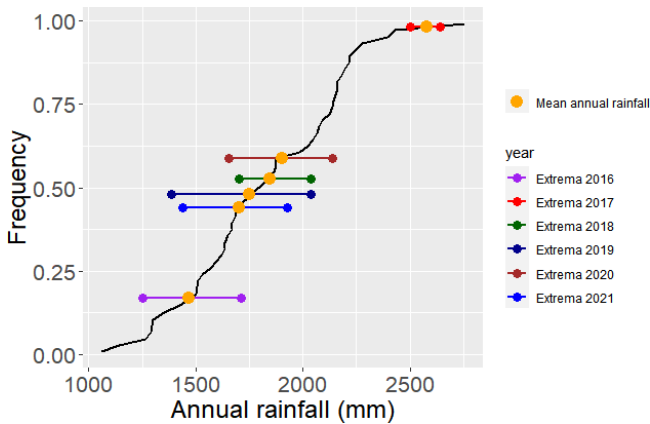 1.00
0.75
0.50
0.25
0.00
Frequency
1000 1500 2000 2500
Annual rainfall (mm)
Mean annual rainfall
year
Extrema 2016
Extrema 2017
Extrema 2018
Extrema 2019
Extrema 2020
Extrema 2021